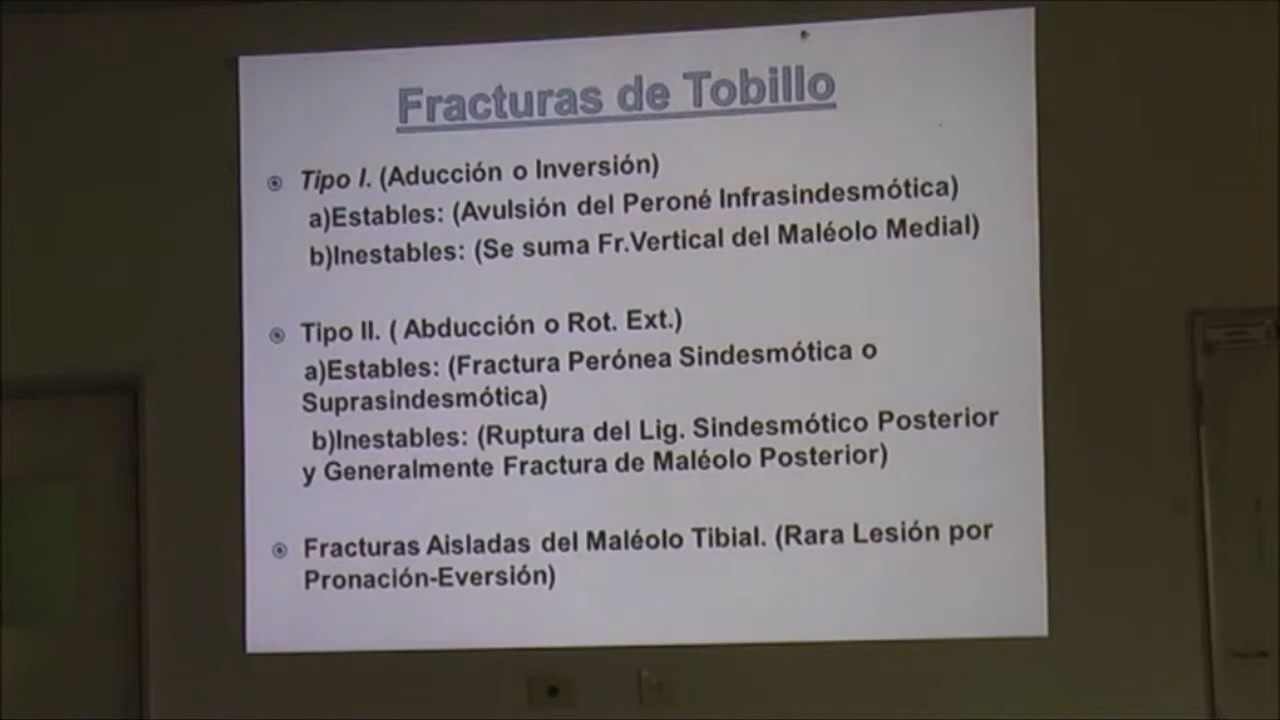 Fracturas de Tobillo
Tipo I. (Aducción o Inversión)
a)Estables: (Avulsión del Peroné Infrasindesmótica)
b)Inestables: (Se suma Fr.Vertical del Maléolo Medial)
Tipo II. ( Abducción o Rot. Ext.)
a)Estables: (Fractura Perónea Sindesmótica o
Suprasindesmótica)
b)Inestables: (Ruptura del Lig. Sindesmótico Posterior
y Generalmente Fractura de Maléolo Posterior)
Fracturas Aisladas del Maléolo Tibial. (Rara Lesión por
Pronación-Eversión)